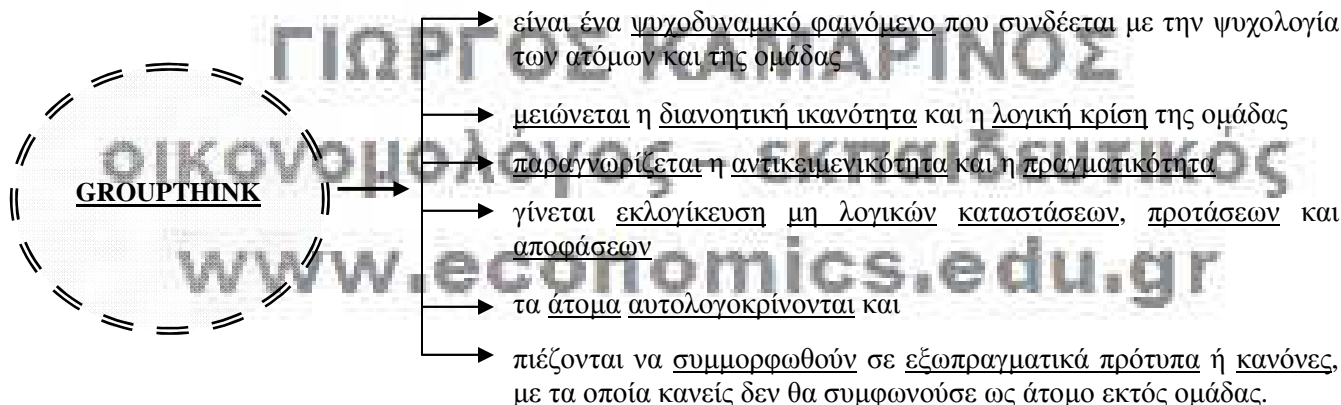 είναι ένα ψυχοδυναμικό φαινόμενο που συνδέεται με την ψυχολογία
των ατόμων και της ομάδας
ΓΙΩΡΓΟΣ ΚΑΜΑΡΙΝΟΣ
μειώνεται η διανοητική ικανότητα και η λογική κρίση της ομάδας
οικονομολόγος - εκπαιδευτικός
παραγνωρίζεται η αντικειμενικότητα και η πραγματικότητα
GROUPTHINK
γίνεται εκλογίκευση μη λογικών καταστάσεων, προτάσεων και
αποφάσεων
www.economics.edu.gr
τα άτομα αυτολογοκρίνονται και
πιέζονται να συμμορφωθούν σε εξωπραγματικά πρότυπα ή κανόνες,
με τα οποία κανείς δεν θα συμφωνούσε ως άτομο εκτός ομάδας.